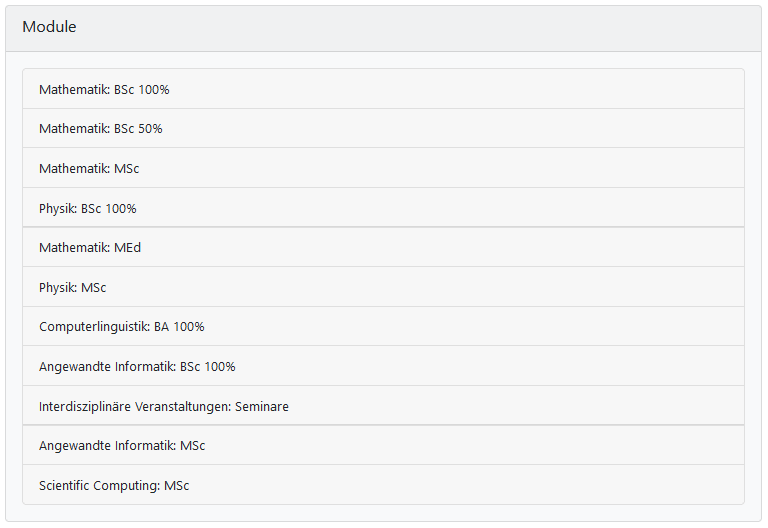 Module
Mathematik: BSc 100%
Mathematik: BSc 50%
Mathematik: MSc
Physik: BSc 100%
Mathematik: MEd
Physik: MSc
Computerlinguistik: BA 100%
Angewandte Informatik: BSc 100%
Interdisziplinäre Veranstaltungen: Seminare
Angewandte Informatik: MSc
Scientific Computing: MSc